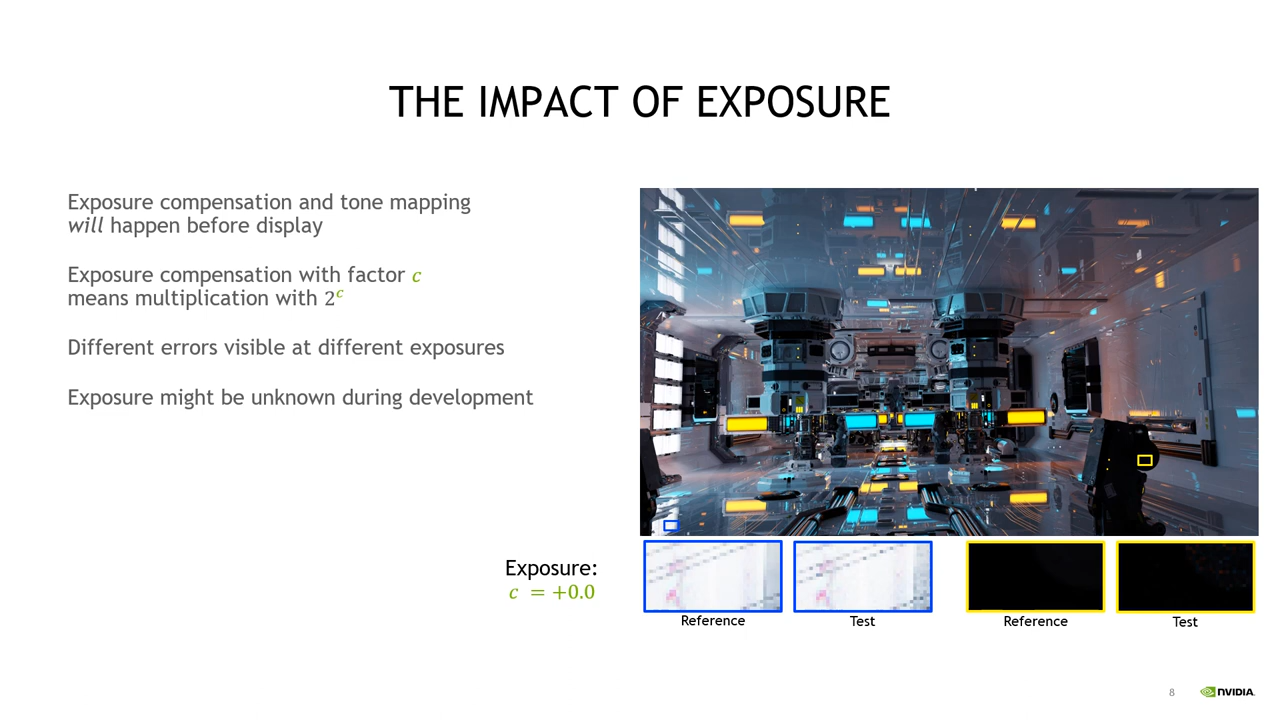 THE IMPACT OF EXPOSURE
Exposure compensation and tone mapping
will happen before display
Exposure compensation with factor c
means multiplication with 2^c
Different errors visible at different exposures
Exposure might be unknown during development
Exposure:
c = +0.0
Reference
Test
Reference
Test
8
NVIDIA.